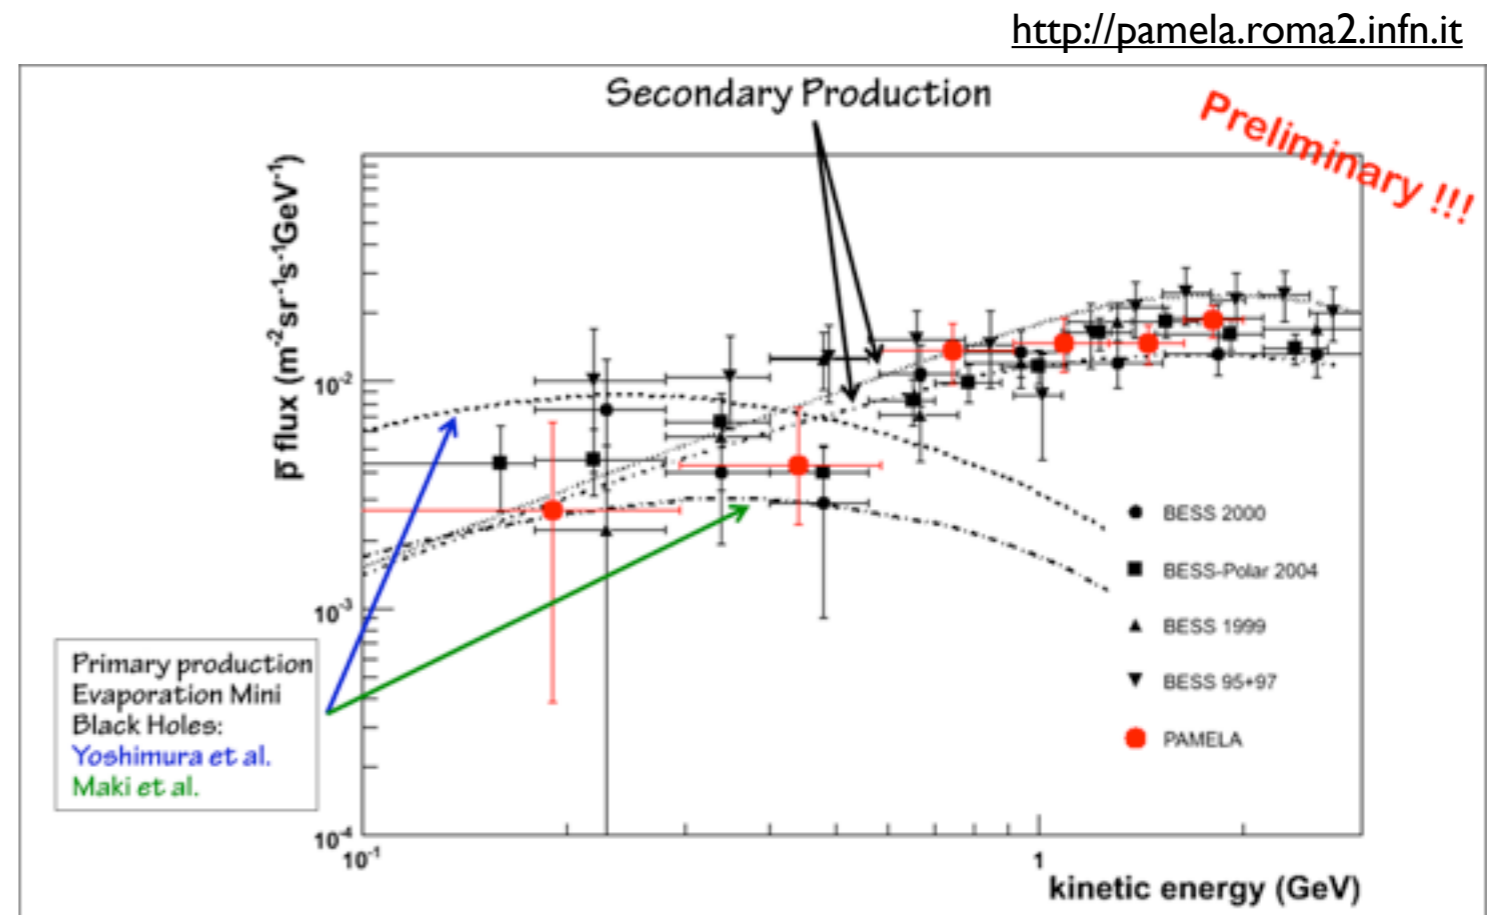 http://pamela.roma2.infn.it
Secondary Production
Preliminary !!!
p̅ flux (m⁻²sr⁻¹s⁻¹GeV⁻¹)
10⁻²
10⁻³
10⁻⁴
BESS 2000
BESS-Polar 2004
BESS 1999
BESS 95+97
PAMELA
Primary production
Evaporation Mini
Black Holes:
Yoshimura et al.
Maki et al.
10⁻¹
1
kinetic energy (GeV)